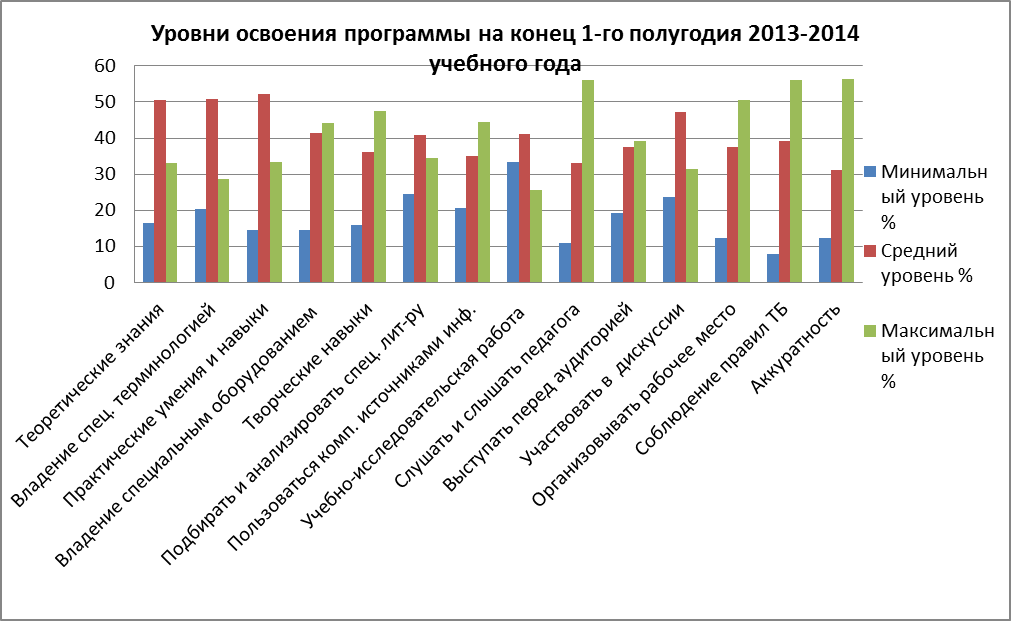 Уровни освоения программы на конец 1-го полугодия 2013-2014
учебного года
60
50
40
30
20
10
0
Теоретические знания
Владение спец. терминологией
Практические умения и навыки
Владение специальным оборудованием
Творческие навыки
Подбирать и анализировать спец. лит-ру
Пользоваться комп. источниками инф.
Учебно-исследовательская работа
Слушать и слышать педагога
Выступать перед аудиторией
Участвовать в дискуссии
Организовывать рабочее место
Соблюдение правил ТБ
Аккуратность
Минимальн
ый уровень
%
Средний
уровень %
Максимальн
ый уровень
%